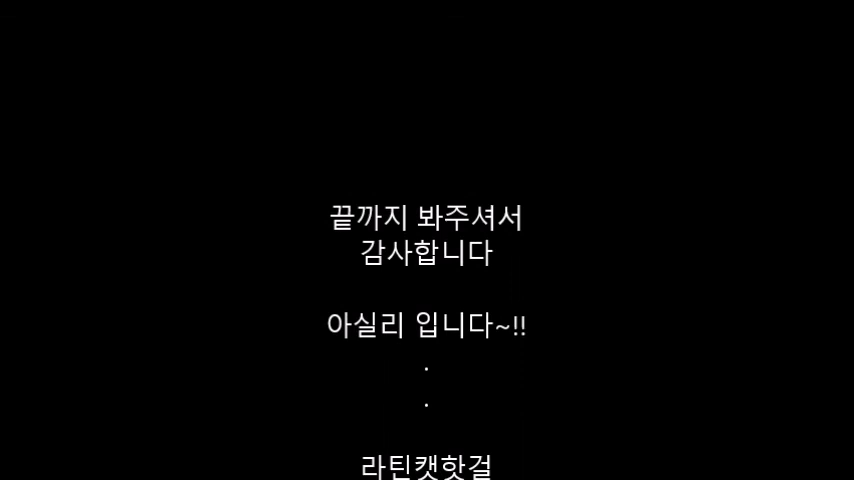 끝까지 봐주셔서
감사합니다
아실리 입니다~!!
.
.
라틴캣핫걸